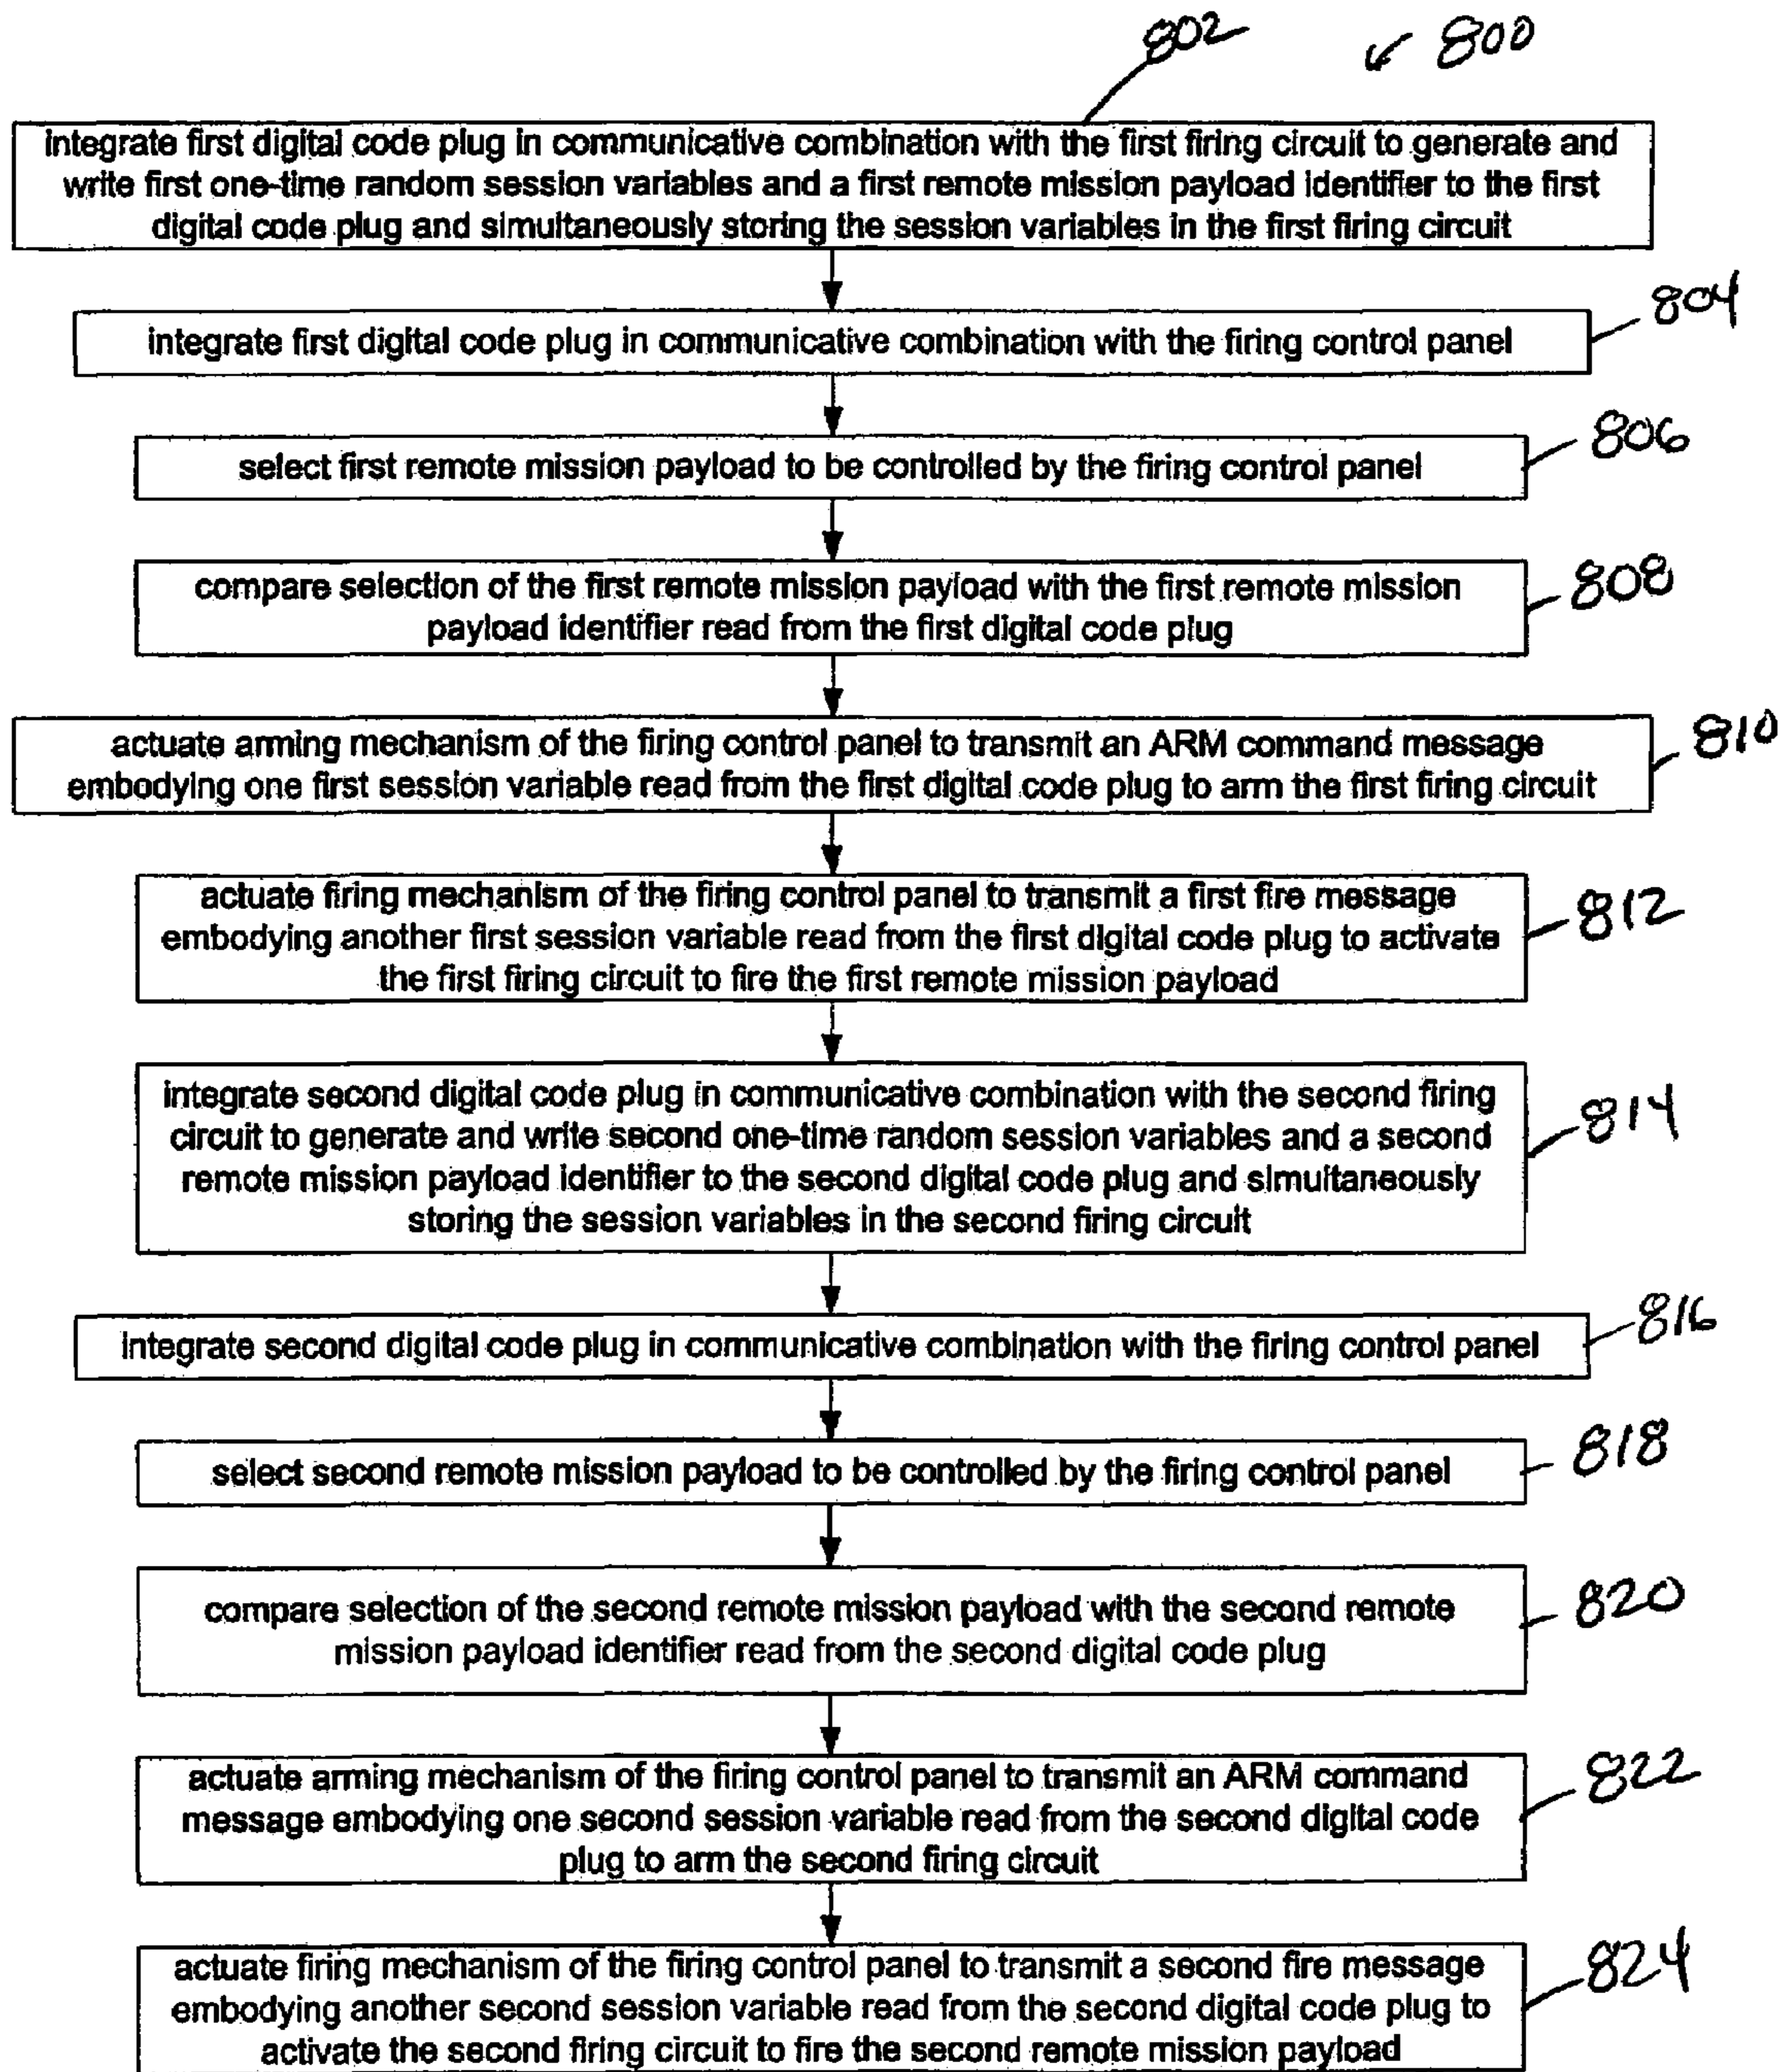 802
800
integrate first digital code plug in communicative combination with the first firing circuit to generate and
write first one-time random session variables and a first remote mission payload identifier to the first
digital code plug and simultaneously storing the session variables in the first firing circuit
804
integrate first digital code plug in communicative combination with the firing control panel
806
select first remote mission payload to be controlled by the firing control panel
808
compare selection of the first remote mission payload with the first remote mission
payload identifier read from the first digital code plug
810
actuate arming mechanism of the firing control panel to transmit an ARM command message
embodying one first session variable read from the first digital code plug to arm the first firing circuit
812
actuate firing mechanism of the firing control panel to transmit a first fire message
embodying another first session variable read from the first digital code plug to activate
the first firing circuit to fire the first remote mission payload
814
integrate second digital code plug in communicative combination with the second firing
circuit to generate and write second one-time random session variables and a second
remote mission payload identifier to the second digital code plug and simultaneously
storing the session variables in the second firing circuit
816
integrate second digital code plug in communicative combination with the firing control panel
818
select second remote mission payload to be controlled by the firing control panel
820
compare selection of the second remote mission payload with the second remote
mission payload identifier read from the second digital code plug
822
actuate arming mechanism of the firing control panel to transmit an ARM command
message embodying one second session variable read from the second digital code
plug to arm the second firing circuit
824
actuate firing mechanism of the firing control panel to transmit a second fire message
embodying another second session variable read from the second digital code plug to
activate the second firing circuit to fire the second remote mission payload